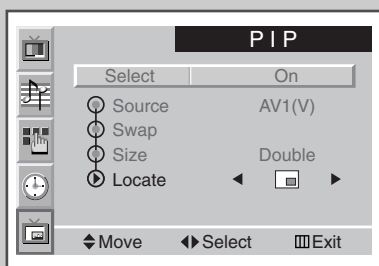 PIP
Select On
Source AV1(V)
Swap
Size Double
Locate
Move Select Exit